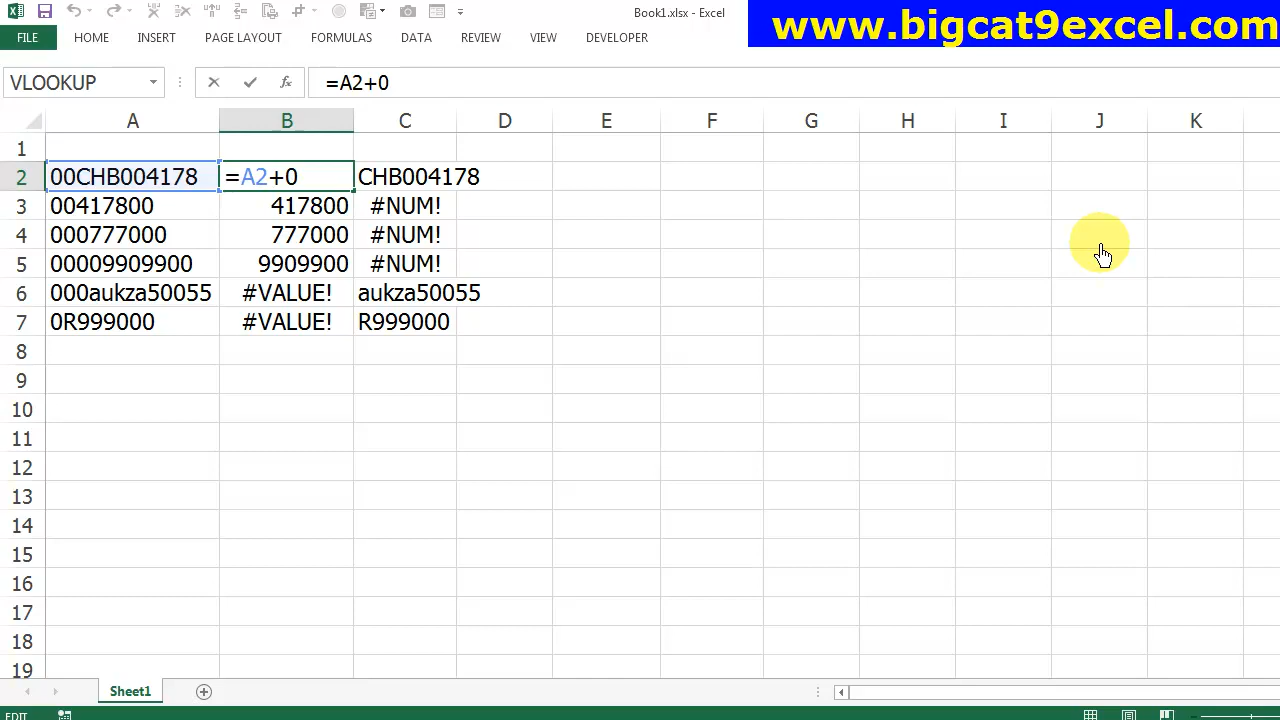 Book1.xlsx - Excel
www.bigcat9excel.com
FILE HOME INSERT PAGE LAYOUT FORMULAS DATA REVIEW VIEW DEVELOPER
VLOOKUP fx =A2+0
A B C D E F G H I J K
1
2 00CHB004178 =A2+0 CHB004178
3 00417800 417800 #NUM!
4 000777000 777000 #NUM!
5 00009909900 9909900 #NUM!
6 000aukza50055 #VALUE! aukza50055
7 0R999000 #VALUE! R999000
8
9
10
11
12
13
14
15
16
17
18
19
Sheet1
EDIT